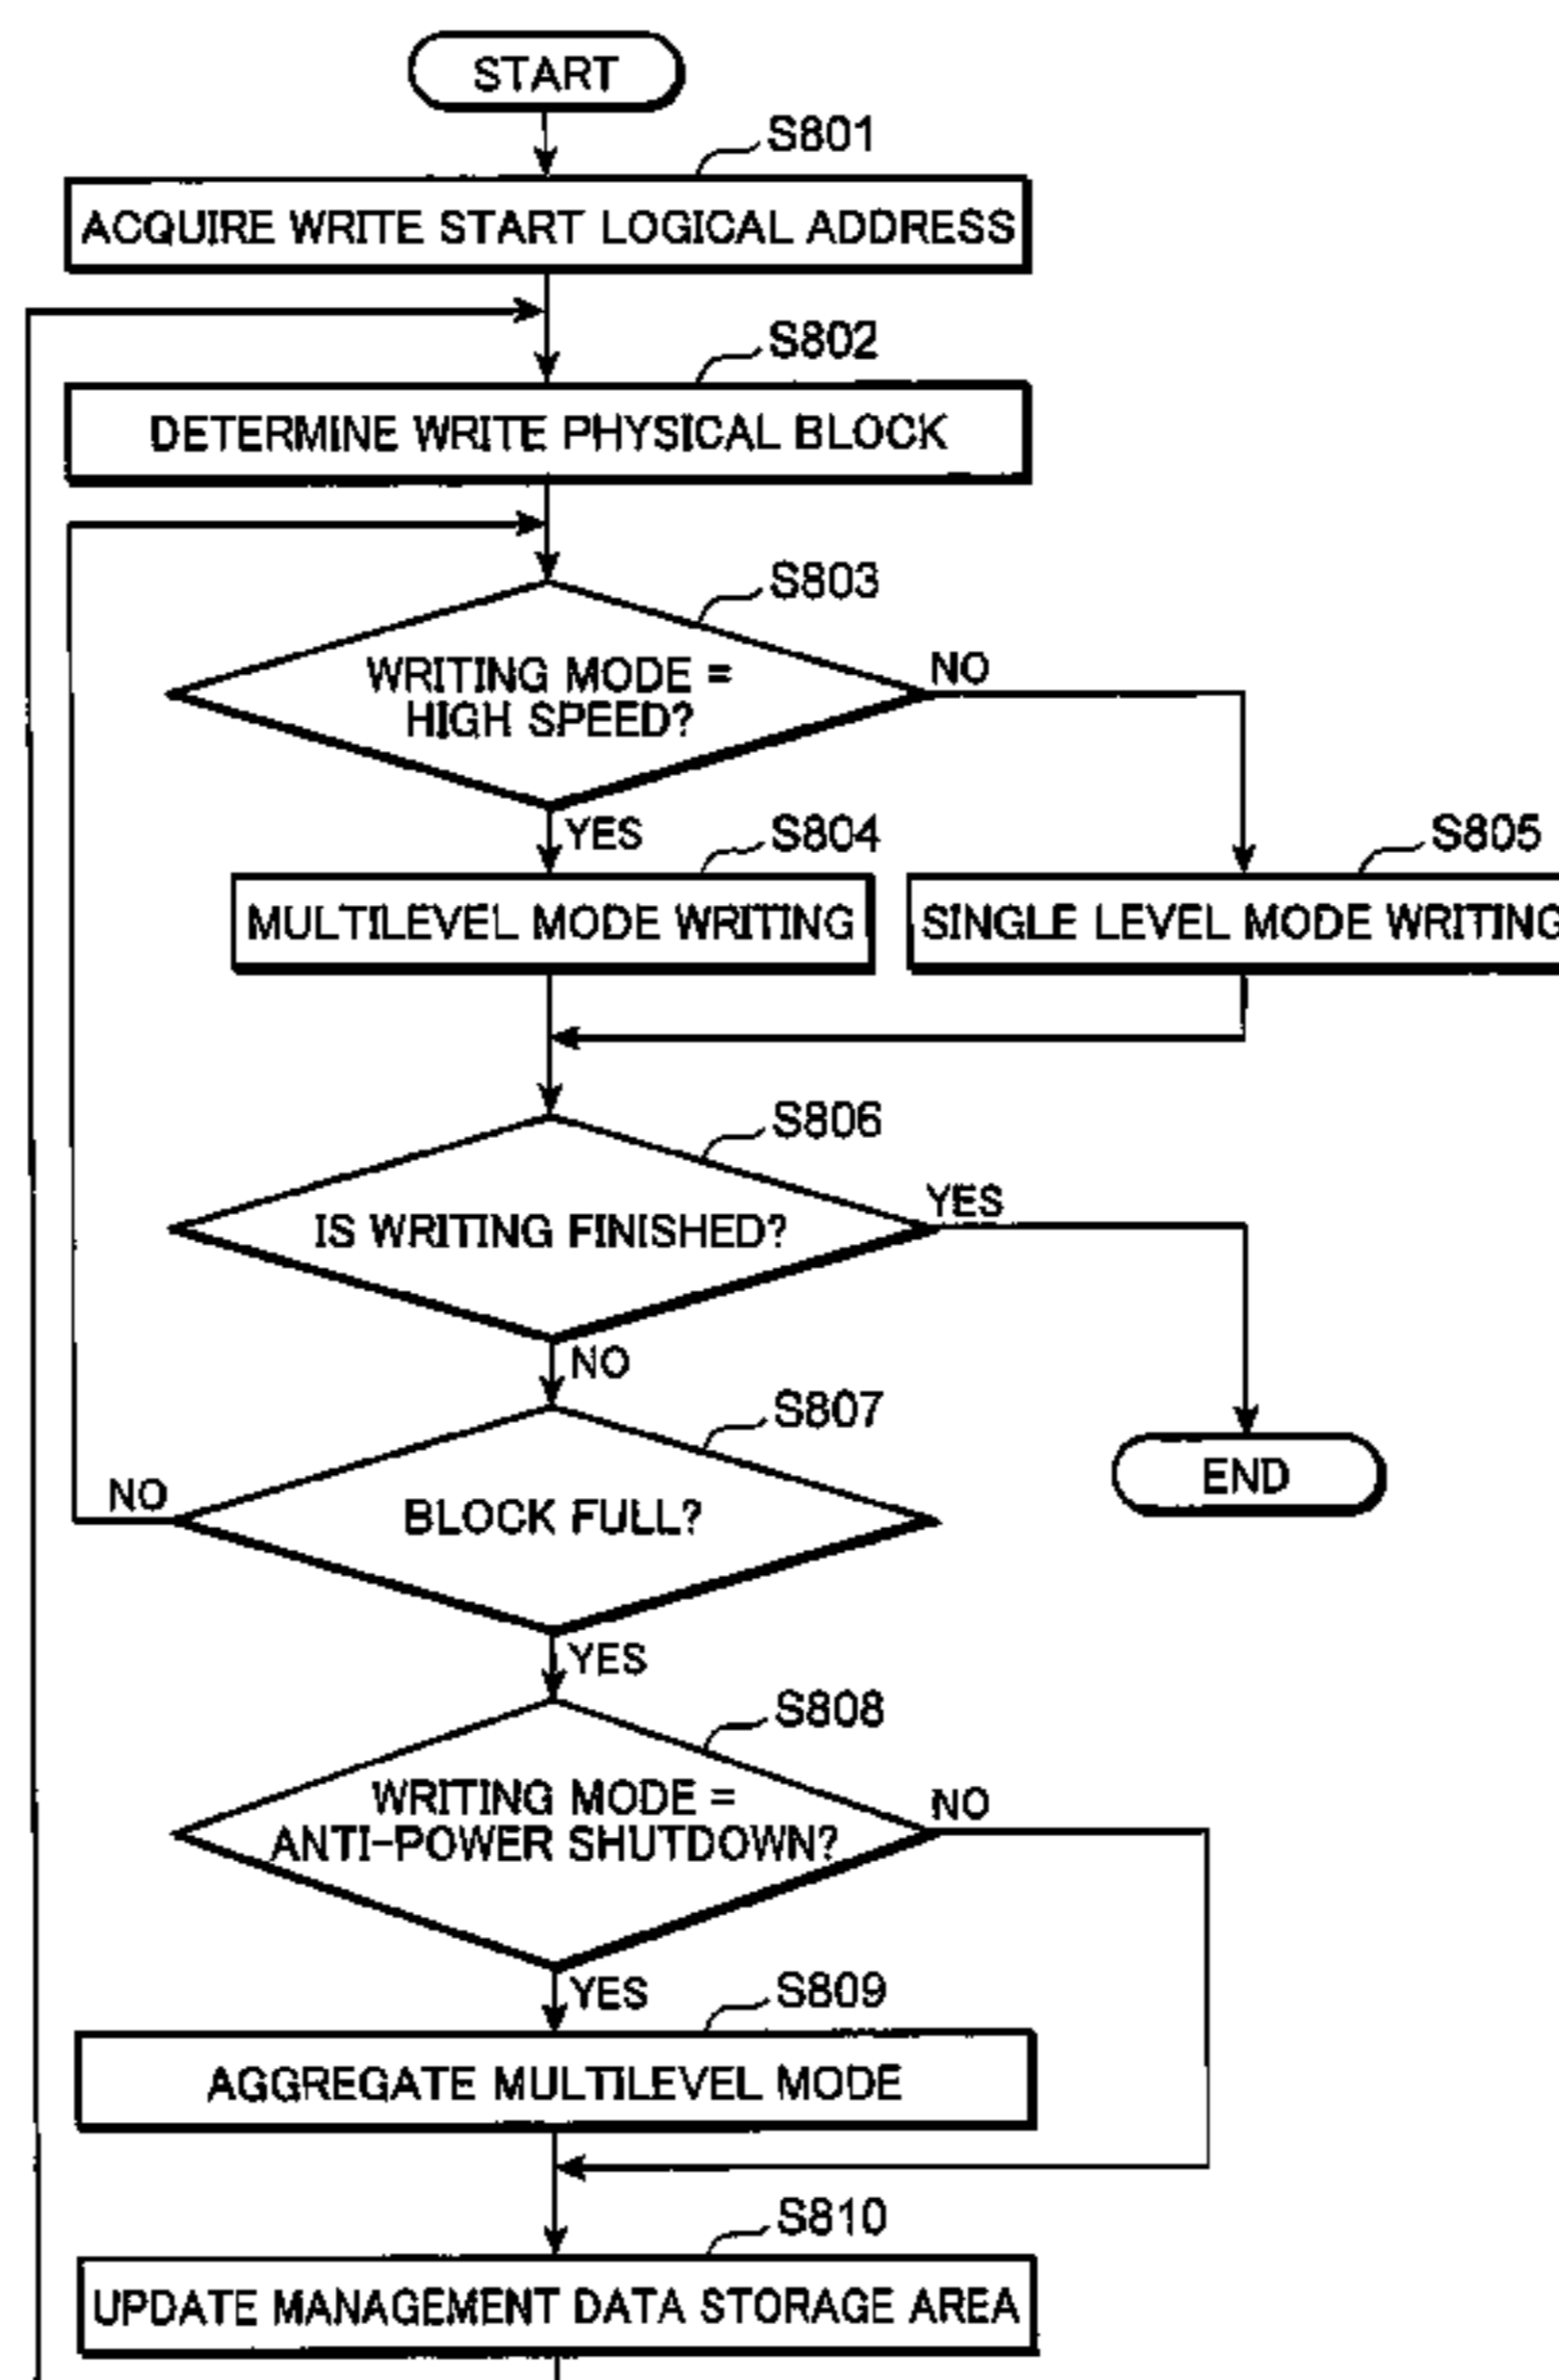 START
S801
ACQUIRE WRITE START LOGICAL ADDRESS
S802
DETERMINE WRITE PHYSICAL BLOCK
S803
WRITING MODE =
HIGH SPEED?
NO
YES
S804
MULTILEVEL MODE WRITING
S805
SINGLE LEVEL MODE WRITING
S806
IS WRITING FINISHED?
YES
NO
S807
BLOCK FULL?
NO
END
YES
S808
WRITING MODE =
ANTI-POWER SHUTDOWN?
NO
YES
S809
AGGREGATE MULTILEVEL MODE
S810
UPDATE MANAGEMENT DATA STORAGE AREA